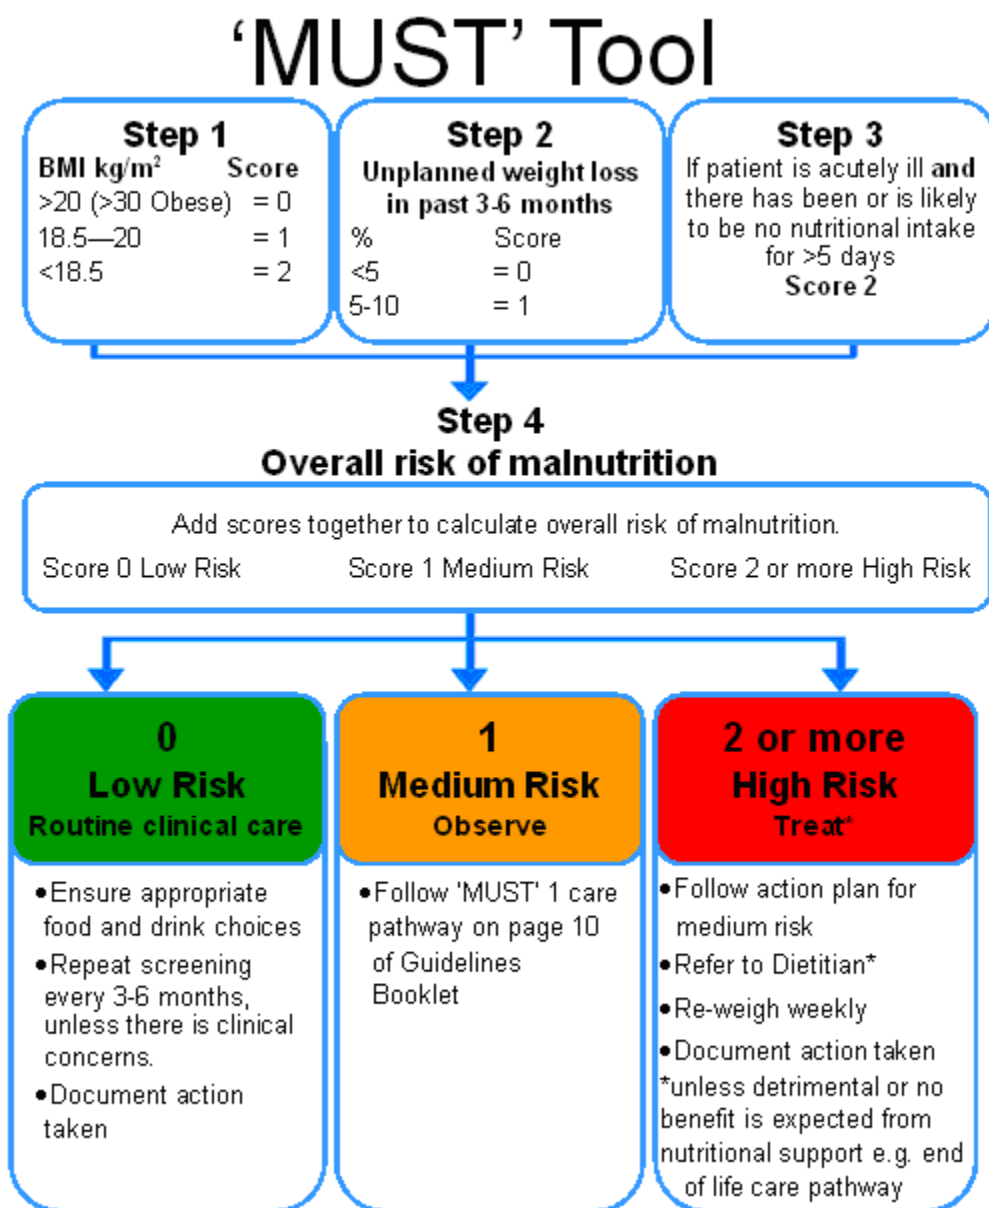 ‘MUST’ Tool
Step 1
BMI kg/m² Score
>20 (>30 Obese) = 0
18.5—20 = 1
<18.5 = 2
Step 2
Unplanned weight loss
in past 3-6 months
% Score
<5 = 0
5-10 = 1
Step 3
If patient is acutely ill and
there has been or is likely
to be no nutritional intake
for >5 days
Score 2
Step 4
Overall risk of malnutrition
Add scores together to calculate overall risk of malnutrition.
Score 0 Low Risk Score 1 Medium Risk Score 2 or more High Risk
0
Low Risk
Routine clinical care
•Ensure appropriate
food and drink choices
•Repeat screening
every 3-6 months,
unless there is clinical
concerns.
•Document action
taken
1
Medium Risk
Observe
•Follow 'MUST' 1 care
pathway on page 10
of Guidelines
Booklet
2 or more
High Risk
Treat*
•Follow action plan for
medium risk
•Refer to Dietitian*
•Re-weigh weekly
•Document action taken
*unless detrimental or no
benefit is expected from
nutritional support e.g. end
of life care pathway